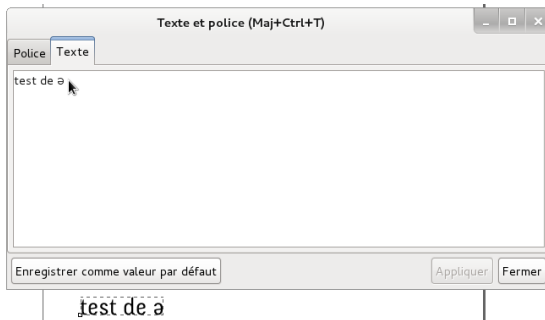 Texte et police (Maj+Ctrl+T)
Police Texte
test de ə
Enregistrer comme valeur par défaut Appliquer Fermer
test de ə